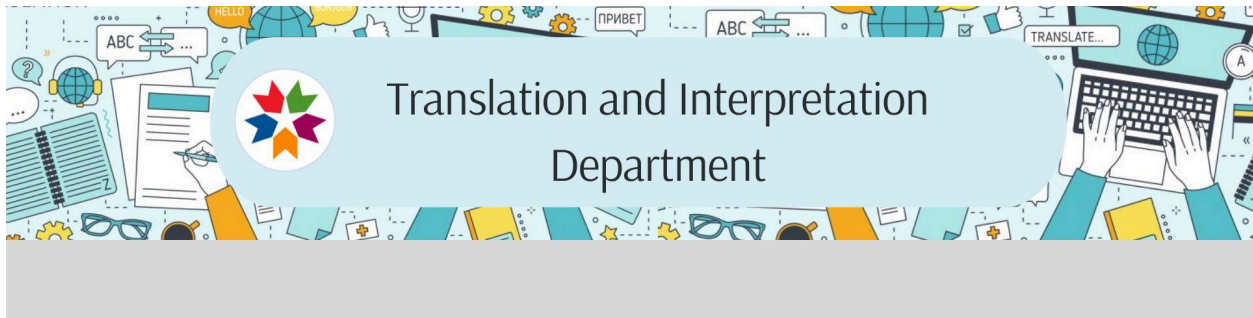 HELLO
ABC
...
ПРИВЕТ
ABC
...
TRANSLATE...
?
A
...
Translation and Interpretation
Department
Z